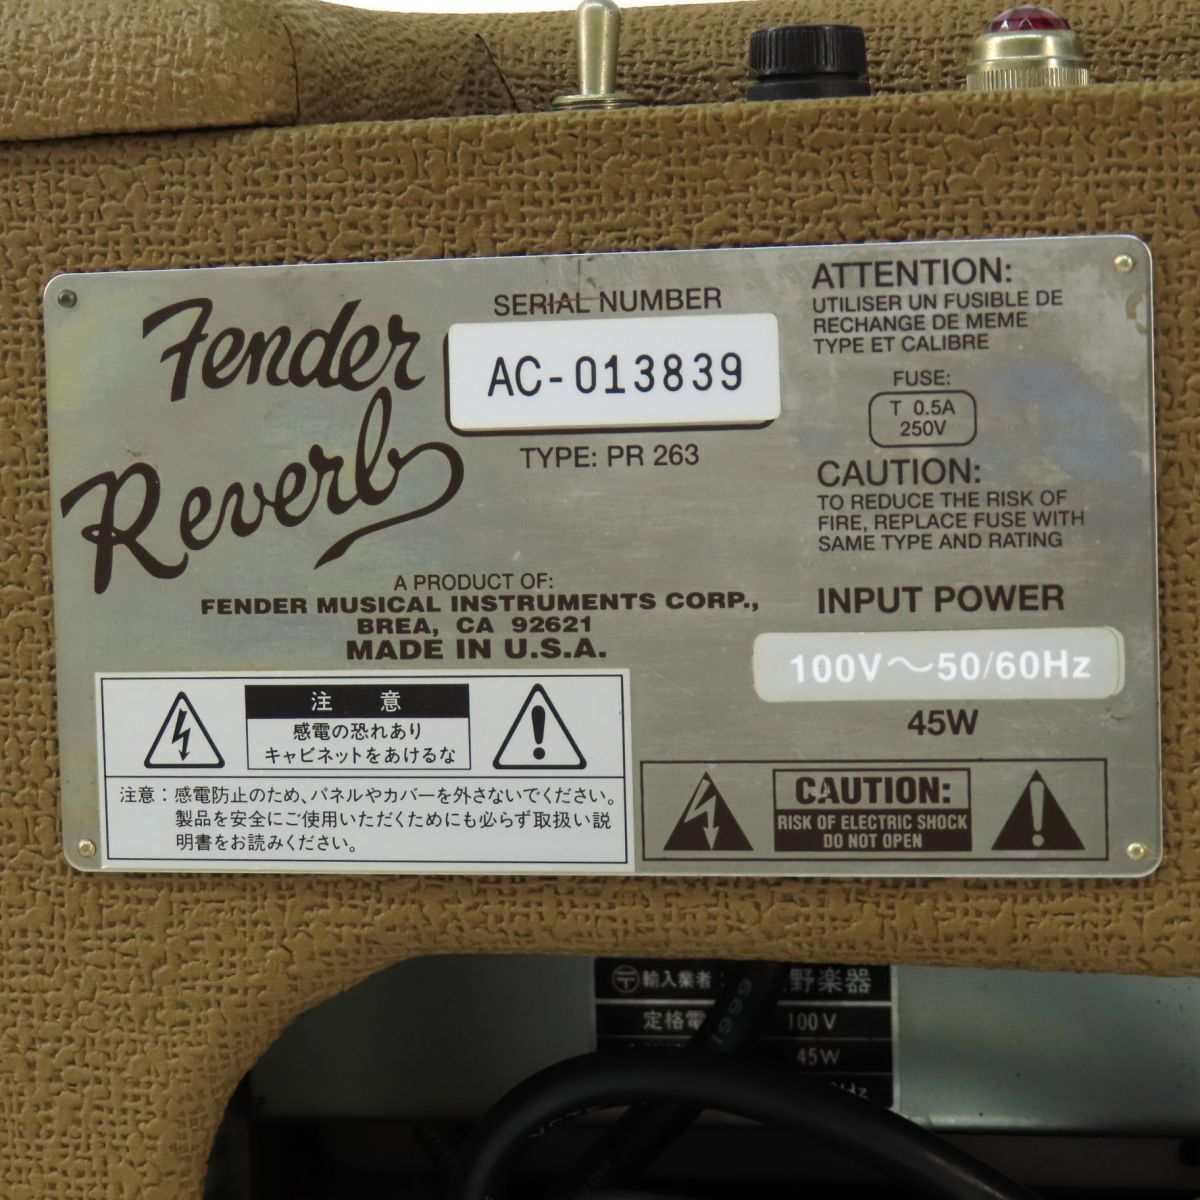 Fender
Reverb
SERIAL NUMBER
AC-013839
TYPE: PR 263
A PRODUCT OF:
FENDER MUSICAL INSTRUMENTS CORP.,
BREA, CA 92621
MADE IN U.S.A.
ATTENTION:
UTILISER UN FUSIBLE DE
RECHANGE DE MEME
TYPE ET CALIBRE
FUSE:
T 0.5A
250V
CAUTION:
TO REDUCE THE RISK OF
FIRE, REPLACE FUSE WITH
SAME TYPE AND RATING
INPUT POWER
100V～50/60Hz
45W
注 意
感電の恐れあり
キャビネットをあけるな
注意：感電防止のため、パネルやカバーを外さないでください。
製品を安全にご使用いただくためにも必らず取扱い説
明書をお読みください。
CAUTION:
RISK OF ELECTRIC SHOCK
DO NOT OPEN
輸入業者： 野楽器
定格電 100V
45W
Hz
1999